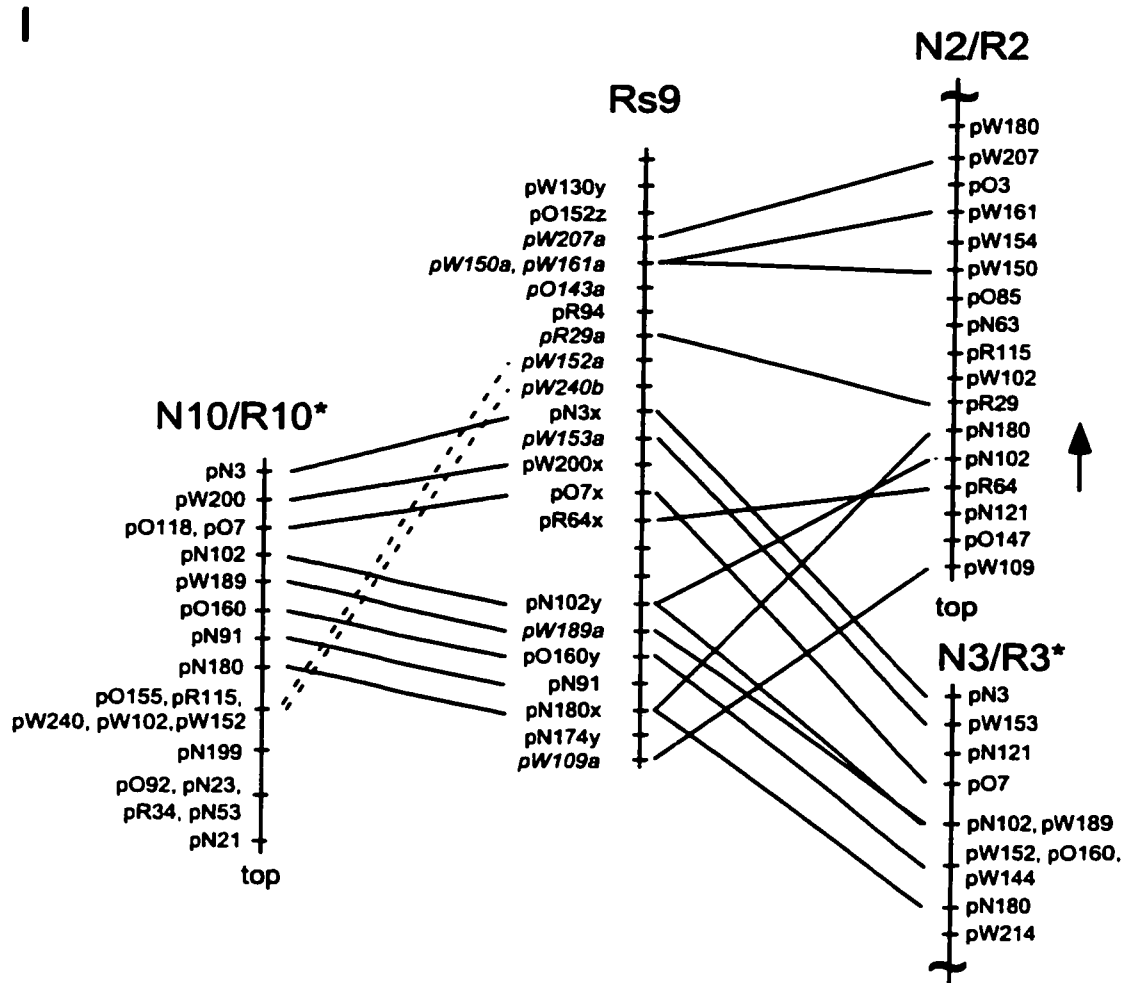 I
N2/R2
Rs9
N10/R10*
N3/R3*
pN3
pW200
pO118, pO7
pN102
pW189
pO160
pN91
pN180
pO155, pR115,
pW240, pW102,pW152
pN199
pO92, pN23,
pR34, pN53
pN21
top
pW130y
pO152z
pW207a
pW150a, pW161a
pO143a
pR94
pR29a
pW152a
pW240b
pN3x
pW153a
pW200x
pO7x
pR64x
pN102y
pW189a
pO160y
pN91
pN180x
pN174y
pW109a
pW180
pW207
pO3
pW161
pW154
pW150
pO85
pN63
pR115
pW102
pR29
pN180
pN102
pR64
pN121
pO147
pW109
top
pN3
pW153
pN121
pO7
pN102, pW189
pW152, pO160,
pW144
pN180
pW214